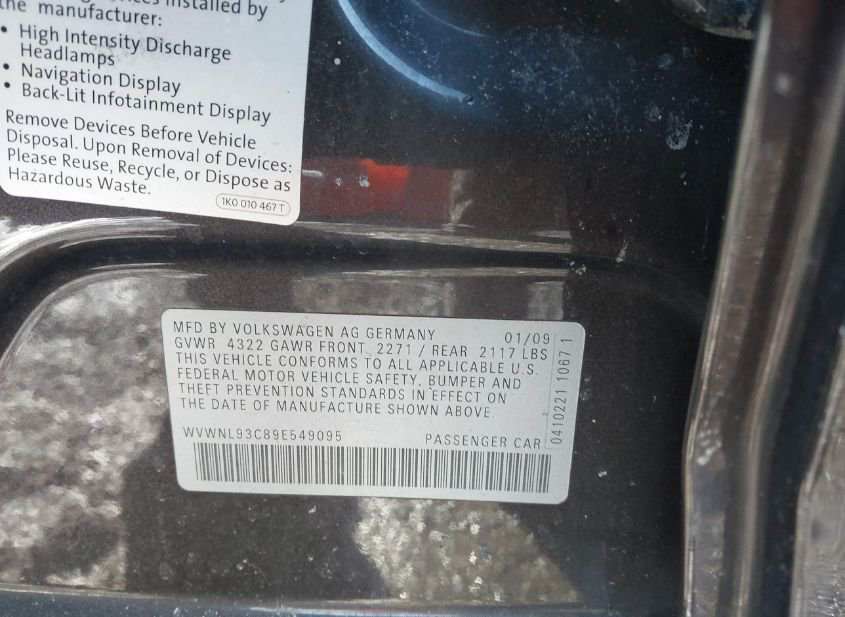 installed by
the manufacturer:
• High Intensity Discharge
Headlamps
• Navigation Display
• Back-Lit Infotainment Display
Remove Devices Before Vehicle
Disposal. Upon Removal of Devices:
Please Reuse, Recycle, or Dispose as
Hazardous Waste.
1K0 010 467 T
MFD BY VOLKSWAGEN AG GERMANY 01/09
GVWR 4322 GAWR FRONT 2271 / REAR 2117 LBS
THIS VEHICLE CONFORMS TO ALL APPLICABLE U.S.
FEDERAL MOTOR VEHICLE SAFETY, BUMPER AND
THEFT PREVENTION STANDARDS IN EFFECT ON
THE DATE OF MANUFACTURE SHOWN ABOVE
WVWNL93C89E549095 PASSENGER CAR
0410221 1067 1